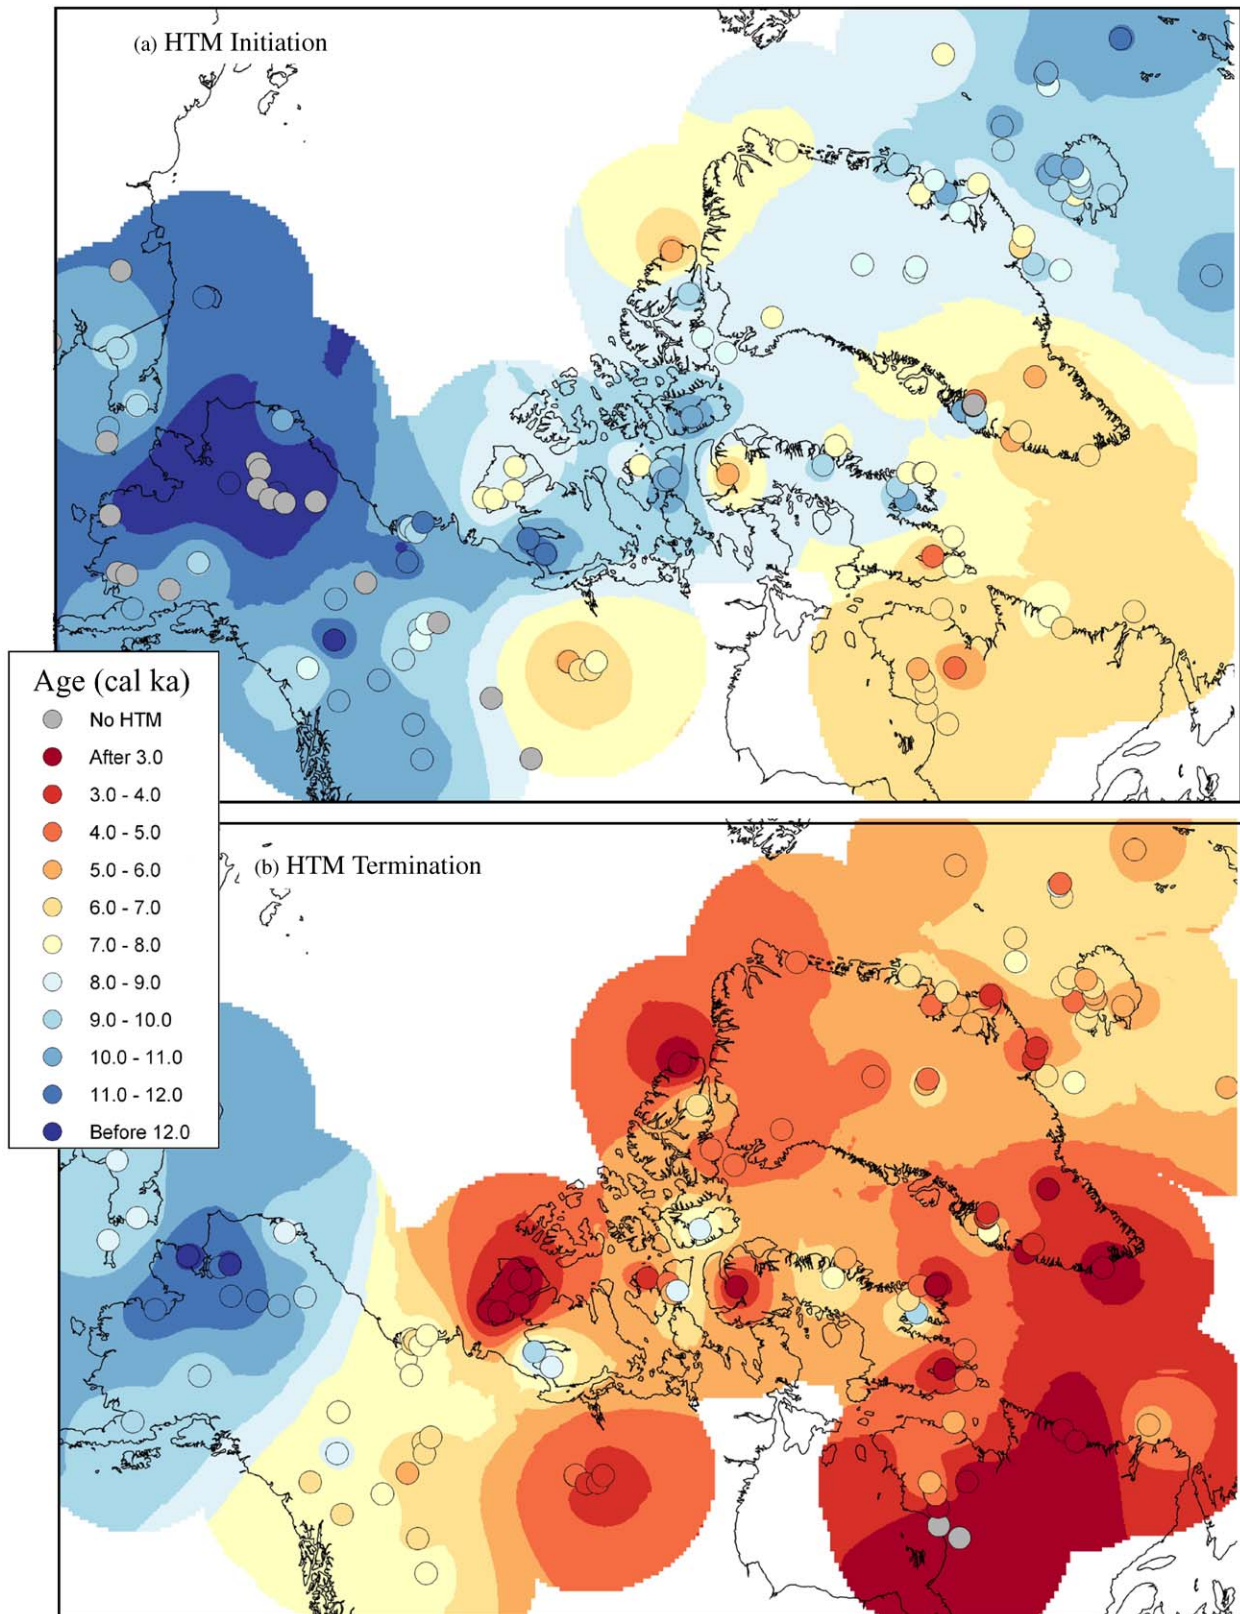 (a) HTM Initiation
Age (cal ka)
No HTM
After 3.0
3.0 - 4.0
4.0 - 5.0
5.0 - 6.0
6.0 - 7.0
7.0 - 8.0
8.0 - 9.0
9.0 - 10.0
10.0 - 11.0
11.0 - 12.0
Before 12.0
(b) HTM Termination